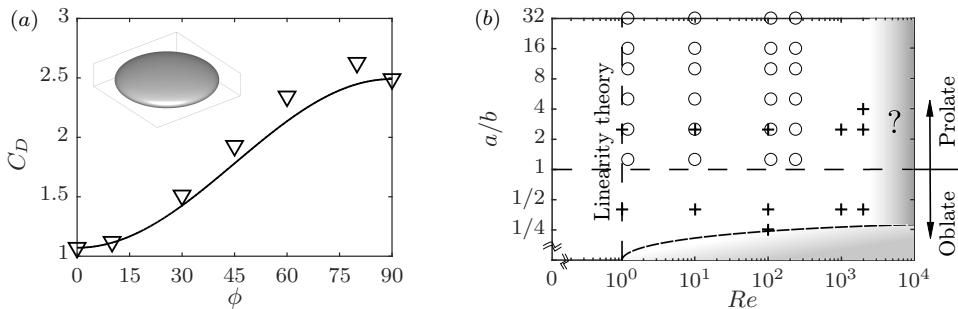 (a)
3
2.5
2
1.5
1
C_D
0 15 30 45 60 75 90
ϕ
(b)
32
16
8
4
2
1
1/2
1/4
a/b
Linearity theory
?
Prolate
Oblate
0 10^0 10^1 10^2 10^3 10^4
Re